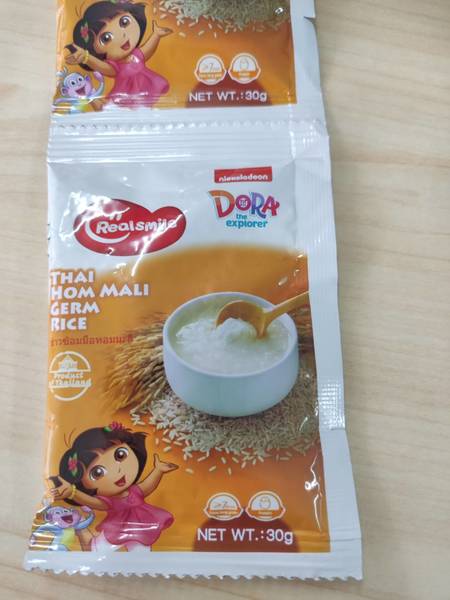 NET WT.:30g
nickelodeon
Realsmile
DORA
the
explorer
THAI
HOM MALI
GERM
RICE
Product
of Thailand
NET WT.:30g